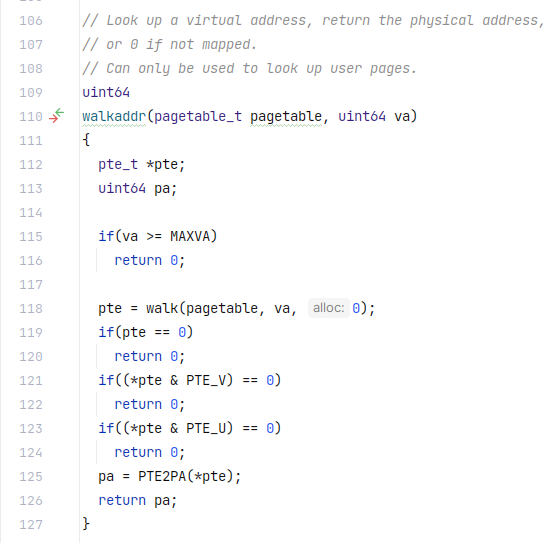 106 // Look up a virtual address, return the physical address,
107 // or 0 if not mapped.
108 // Can only be used to look up user pages.
109 uint64
110 walkaddr(pagetable_t pagetable, uint64 va)
111 {
112   pte_t *pte;
113   uint64 pa;
114
115   if(va >= MAXVA)
116     return 0;
117
118   pte = walk(pagetable, va, alloc: 0);
119   if(pte == 0)
120     return 0;
121   if((*pte & PTE_V) == 0)
122     return 0;
123   if((*pte & PTE_U) == 0)
124     return 0;
125   pa = PTE2PA(*pte);
126   return pa;
127 }